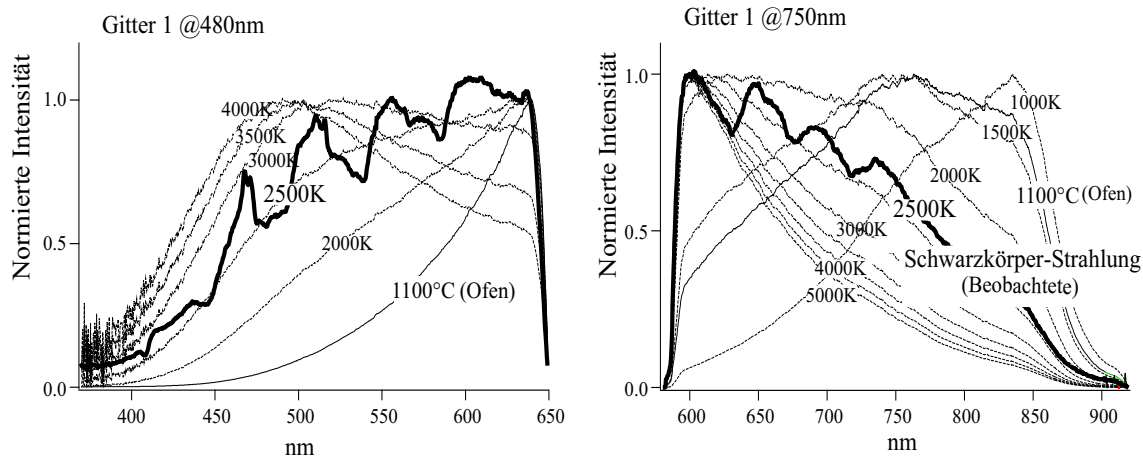 Gitter 1 @480nm
Normierte Intensität
1.0
0.5
0.0
4000K
3500K
3000K
2500K
2000K
1100°C (Ofen)
400
450
500
550
600
650
nm
Gitter 1 @750nm
Normierte Intensität
1.0
0.5
0.0
1000K
1500K
2000K
1100°C (Ofen)
2500K
3000K
Schwarzkörper-Strahlung
(Beobachtete)
4000K
5000K
600
650
700
750
800
850
900
nm